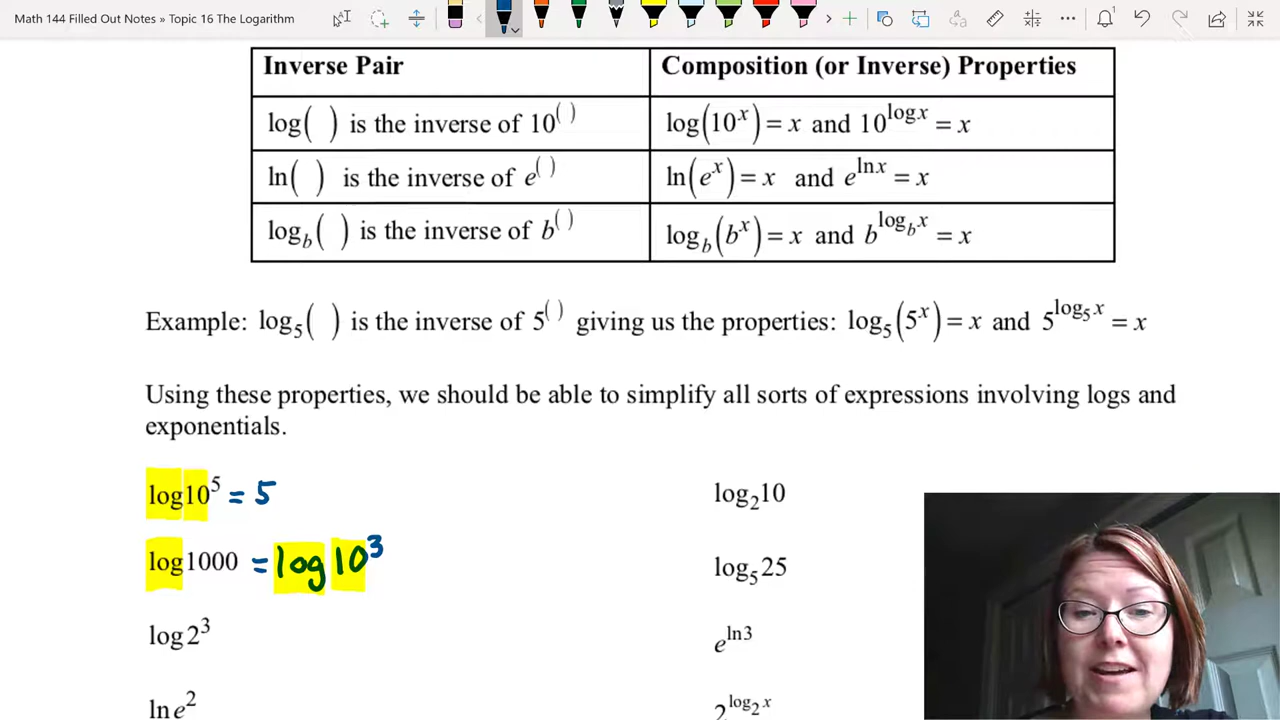 Math 144 Filled Out Notes » Topic 16 The Logarithm
Inverse Pair Composition (or Inverse) Properties
log( ) is the inverse of 10^( ) log(10^x) = x and 10^(log x) = x
ln( ) is the inverse of e^( ) ln(e^x) = x and e^(ln x) = x
log_b( ) is the inverse of b^( ) log_b(b^x) = x and b^(log_b x) = x
Example: log_5( ) is the inverse of 5^( ) giving us the properties: log_5(5^x) = x and 5^(log_5 x) = x
Using these properties, we should be able to simplify all sorts of expressions involving logs and
exponentials.
log10^5 = 5 log_2 10
log1000 = log 10^3 log_5 25
log2^3 e^(ln3)
ln e^2 2^(log_2 x)